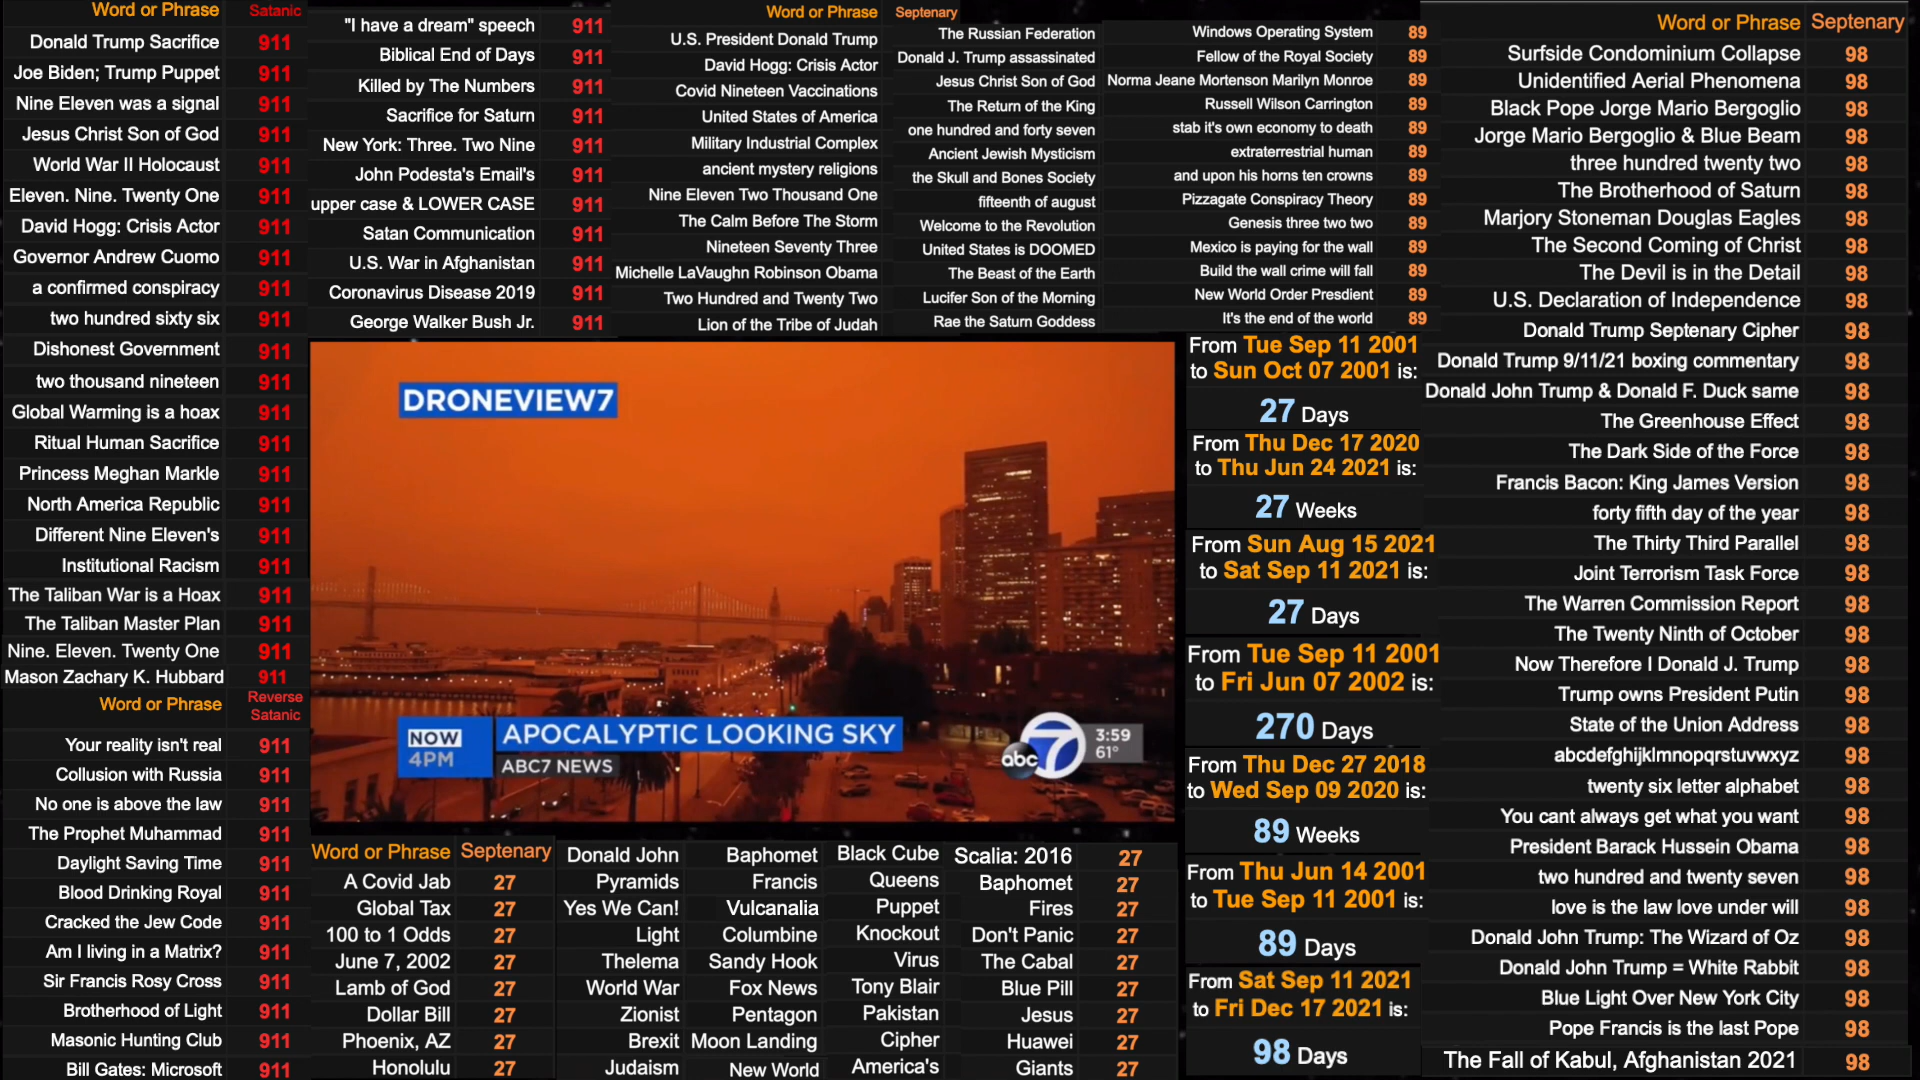 Word or Phrase Satanic
Donald Trump Sacrifice 911
Joe Biden; Trump Puppet 911
Nine Eleven was a signal 911
Jesus Christ Son of God 911
World War II Holocaust 911
Eleven. Nine. Twenty One 911
David Hogg: Crisis Actor 911
Governor Andrew Cuomo 911
a confirmed conspiracy 911
two hundred sixty six 911
Dishonest Government 911
two thousand nineteen 911
Global Warming is a hoax 911
Ritual Human Sacrifice 911
Princess Meghan Markle 911
North America Republic 911
Different Nine Eleven's 911
Institutional Racism 911
The Taliban War is a Hoax 911
The Taliban Master Plan 911
Nine. Eleven. Twenty One 911
Mason Zachary K. Hubbard 911
Word or Phrase Reverse Satanic
Your reality isn't real 911
Collusion with Russia 911
No one is above the law 911
The Prophet Muhammad 911
Daylight Saving Time 911
Blood Drinking Royal 911
Cracked the Jew Code 911
Am I living in a Matrix? 911
Sir Francis Rosy Cross 911
Brotherhood of Light 911
Masonic Hunting Club 911
Bill Gates: Microsoft 911
"I have a dream" speech 911
Biblical End of Days 911
Killed by The Numbers 911
Sacrifice for Saturn 911
New York: Three. Two Nine 911
John Podesta's Email's 911
upper case & LOWER CASE 911
Satan Communication 911
U.S. War in Afghanistan 911
Coronavirus Disease 2019 911
George Walker Bush Jr. 911
Word or Phrase Septenary
U.S. President Donald Trump
David Hogg: Crisis Actor
Covid Nineteen Vaccinations
United States of America
Military Industrial Complex
ancient mystery religions
Nine Eleven Two Thousand One
The Calm Before The Storm
Nineteen Seventy Three
Michelle LaVaughn Robinson Obama
Two Hundred and Twenty Two
Lion of the Tribe of Judah
The Russian Federation
Donald J. Trump assassinated
Jesus Christ Son of God
The Return of the King
one hundred and forty seven
Ancient Jewish Mysticism
the Skull and Bones Society
fifteenth of august
Welcome to the Revolution
United States is DOOMED
The Beast of the Earth
Lucifer Son of the Morning
Rae the Saturn Goddess
Windows Operating System 89
Fellow of the Royal Society 89
Norma Jeane Mortenson Marilyn Monroe 89
Russell Wilson Carrington 89
stab it's own economy to death 89
extraterrestrial human 89
and upon his horns ten crowns 89
Pizzagate Conspiracy Theory 89
Genesis three two two 89
Mexico is paying for the wall 89
Build the wall crime will fall 89
New World Order Presdient 89
It's the end of the world 89
DRONEVIEW7
NOW
4PM
APOCALYPTIC LOOKING SKY
ABC7 NEWS
abc 7
3:59
61°
Word or Phrase Septenary
A Covid Jab 27
Global Tax 27
100 to 1 Odds 27
June 7, 2002 27
Lamb of God 27
Dollar Bill 27
Phoenix, AZ 27
Honolulu 27
Donald John Baphomet Black Cube Scalia: 2016 27
Pyramids Francis Queens Baphomet 27
Yes We Can! Vulcanalia Puppet Fires 27
Light Columbine Knockout Don't Panic 27
Thelema Sandy Hook Virus The Cabal 27
World War Fox News Tony Blair Blue Pill 27
Zionist Pentagon Pakistan Jesus 27
Brexit Moon Landing Cipher Huawei 27
Judaism New World America's Giants 27
From Tue Sep 11 2001
to Sun Oct 07 2001 is:
27 Days
From Thu Dec 17 2020
to Thu Jun 24 2021 is:
27 Weeks
From Sun Aug 15 2021
to Sat Sep 11 2021 is:
27 Days
From Tue Sep 11 2001
to Fri Jun 07 2002 is:
270 Days
From Thu Dec 27 2018
to Wed Sep 09 2020 is:
89 Weeks
From Thu Jun 14 2001
to Tue Sep 11 2001 is:
89 Days
From Sat Sep 11 2021
to Fri Dec 17 2021 is:
98 Days
Word or Phrase Septenary
Surfside Condominium Collapse 98
Unidentified Aerial Phenomena 98
Black Pope Jorge Mario Bergoglio 98
Jorge Mario Bergoglio & Blue Beam 98
three hundred twenty two 98
The Brotherhood of Saturn 98
Marjory Stoneman Douglas Eagles 98
The Second Coming of Christ 98
The Devil is in the Detail 98
U.S. Declaration of Independence 98
Donald Trump Septenary Cipher 98
Donald Trump 9/11/21 boxing commentary 98
Donald John Trump & Donald F. Duck same 98
The Greenhouse Effect 98
The Dark Side of the Force 98
Francis Bacon: King James Version 98
forty fifth day of the year 98
The Thirty Third Parallel 98
Joint Terrorism Task Force 98
The Warren Commission Report 98
The Twenty Ninth of October 98
Now Therefore I Donald J. Trump 98
Trump owns President Putin 98
State of the Union Address 98
abcdefghijklmnopqrstuvwxyz 98
twenty six letter alphabet 98
You cant always get what you want 98
President Barack Hussein Obama 98
two hundred and twenty seven 98
love is the law love under will 98
Donald John Trump: The Wizard of Oz 98
Donald John Trump = White Rabbit 98
Blue Light Over New York City 98
Pope Francis is the last Pope 98
The Fall of Kabul, Afghanistan 2021 98